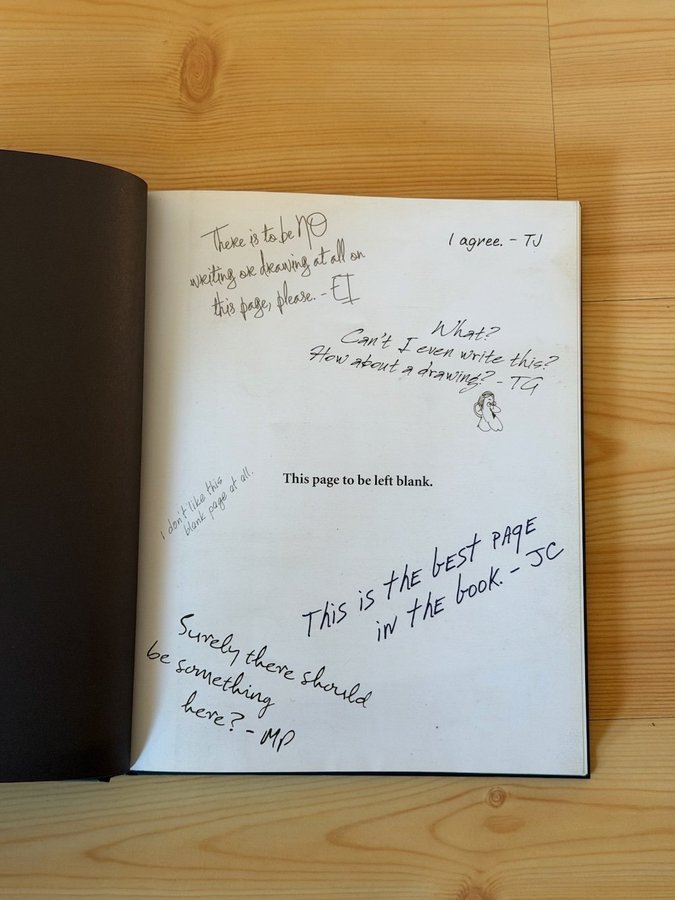 There is to be NO
writing or drawing at all on
this page, please. - EI
I agree. - TJ
What?
Can't I even write this?
How about a drawing? - TG
I don't like this
blank page at all.
This page to be left blank.
This is the best page
in the book. - JC
Surely there should
be something
here? - MP